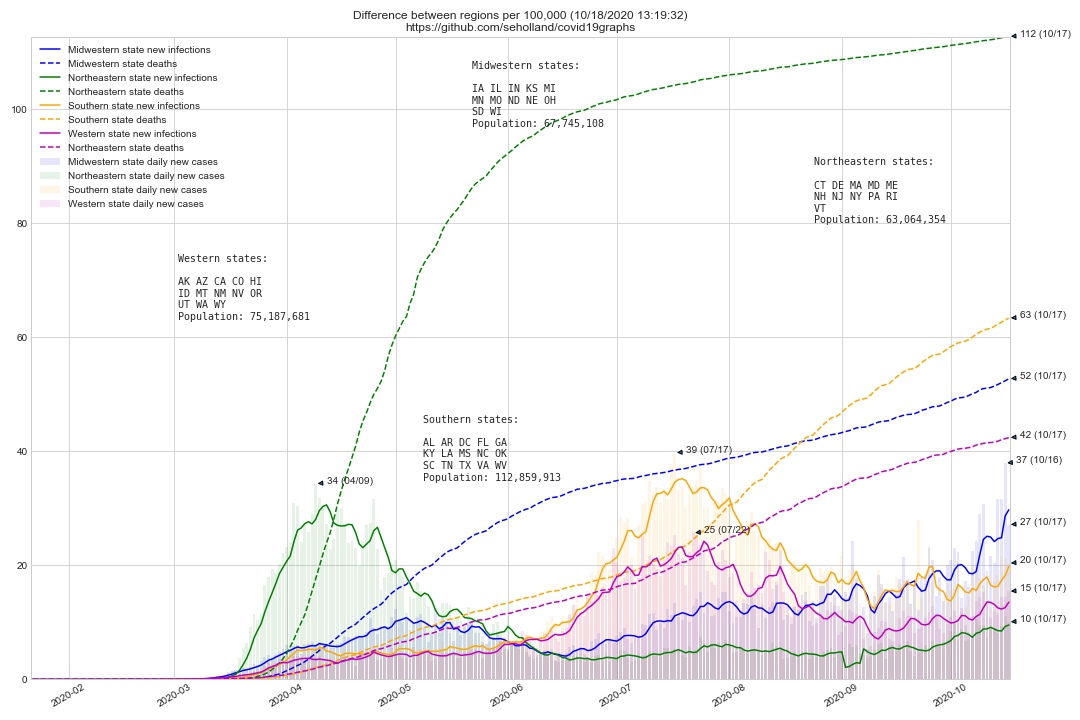 Difference between regions per 100,000 (10/18/2020 13:19:32)
https://github.com/seholland/covid19graphs
Midwestern state new infections
Midwestern state deaths
Northeastern state new infections
Northeastern state deaths
Southern state new infections
Southern state deaths
Western state new infections
Northeastern state deaths
Midwestern state daily new cases
Northeastern state daily new cases
Southern state daily new cases
Western state daily new cases
Midwestern states:
IA IL IN KS MI
MN MO ND NE OH
SD WI
Population: 67,745,108
Northeastern states:
CT DE MA MD ME
NH NJ NY PA RI
VT
Population: 63,064,354
Western states:
AK AZ CA CO HI
ID MT NM NV OR
UT WA WY
Population: 75,187,681
Southern states:
AL AR DC FL GA
KY LA MS NC OK
SC TN TX VA WV
Population: 112,859,913
112 (10/17)
63 (10/17)
52 (10/17)
42 (10/17)
37 (10/16)
27 (10/17)
20 (10/17)
15 (10/17)
10 (10/17)
34 (04/09)
39 (07/17)
25 (07/22)
100
80
60
40
20
0
2020-02
2020-03
2020-04
2020-05
2020-06
2020-07
2020-08
2020-09
2020-10